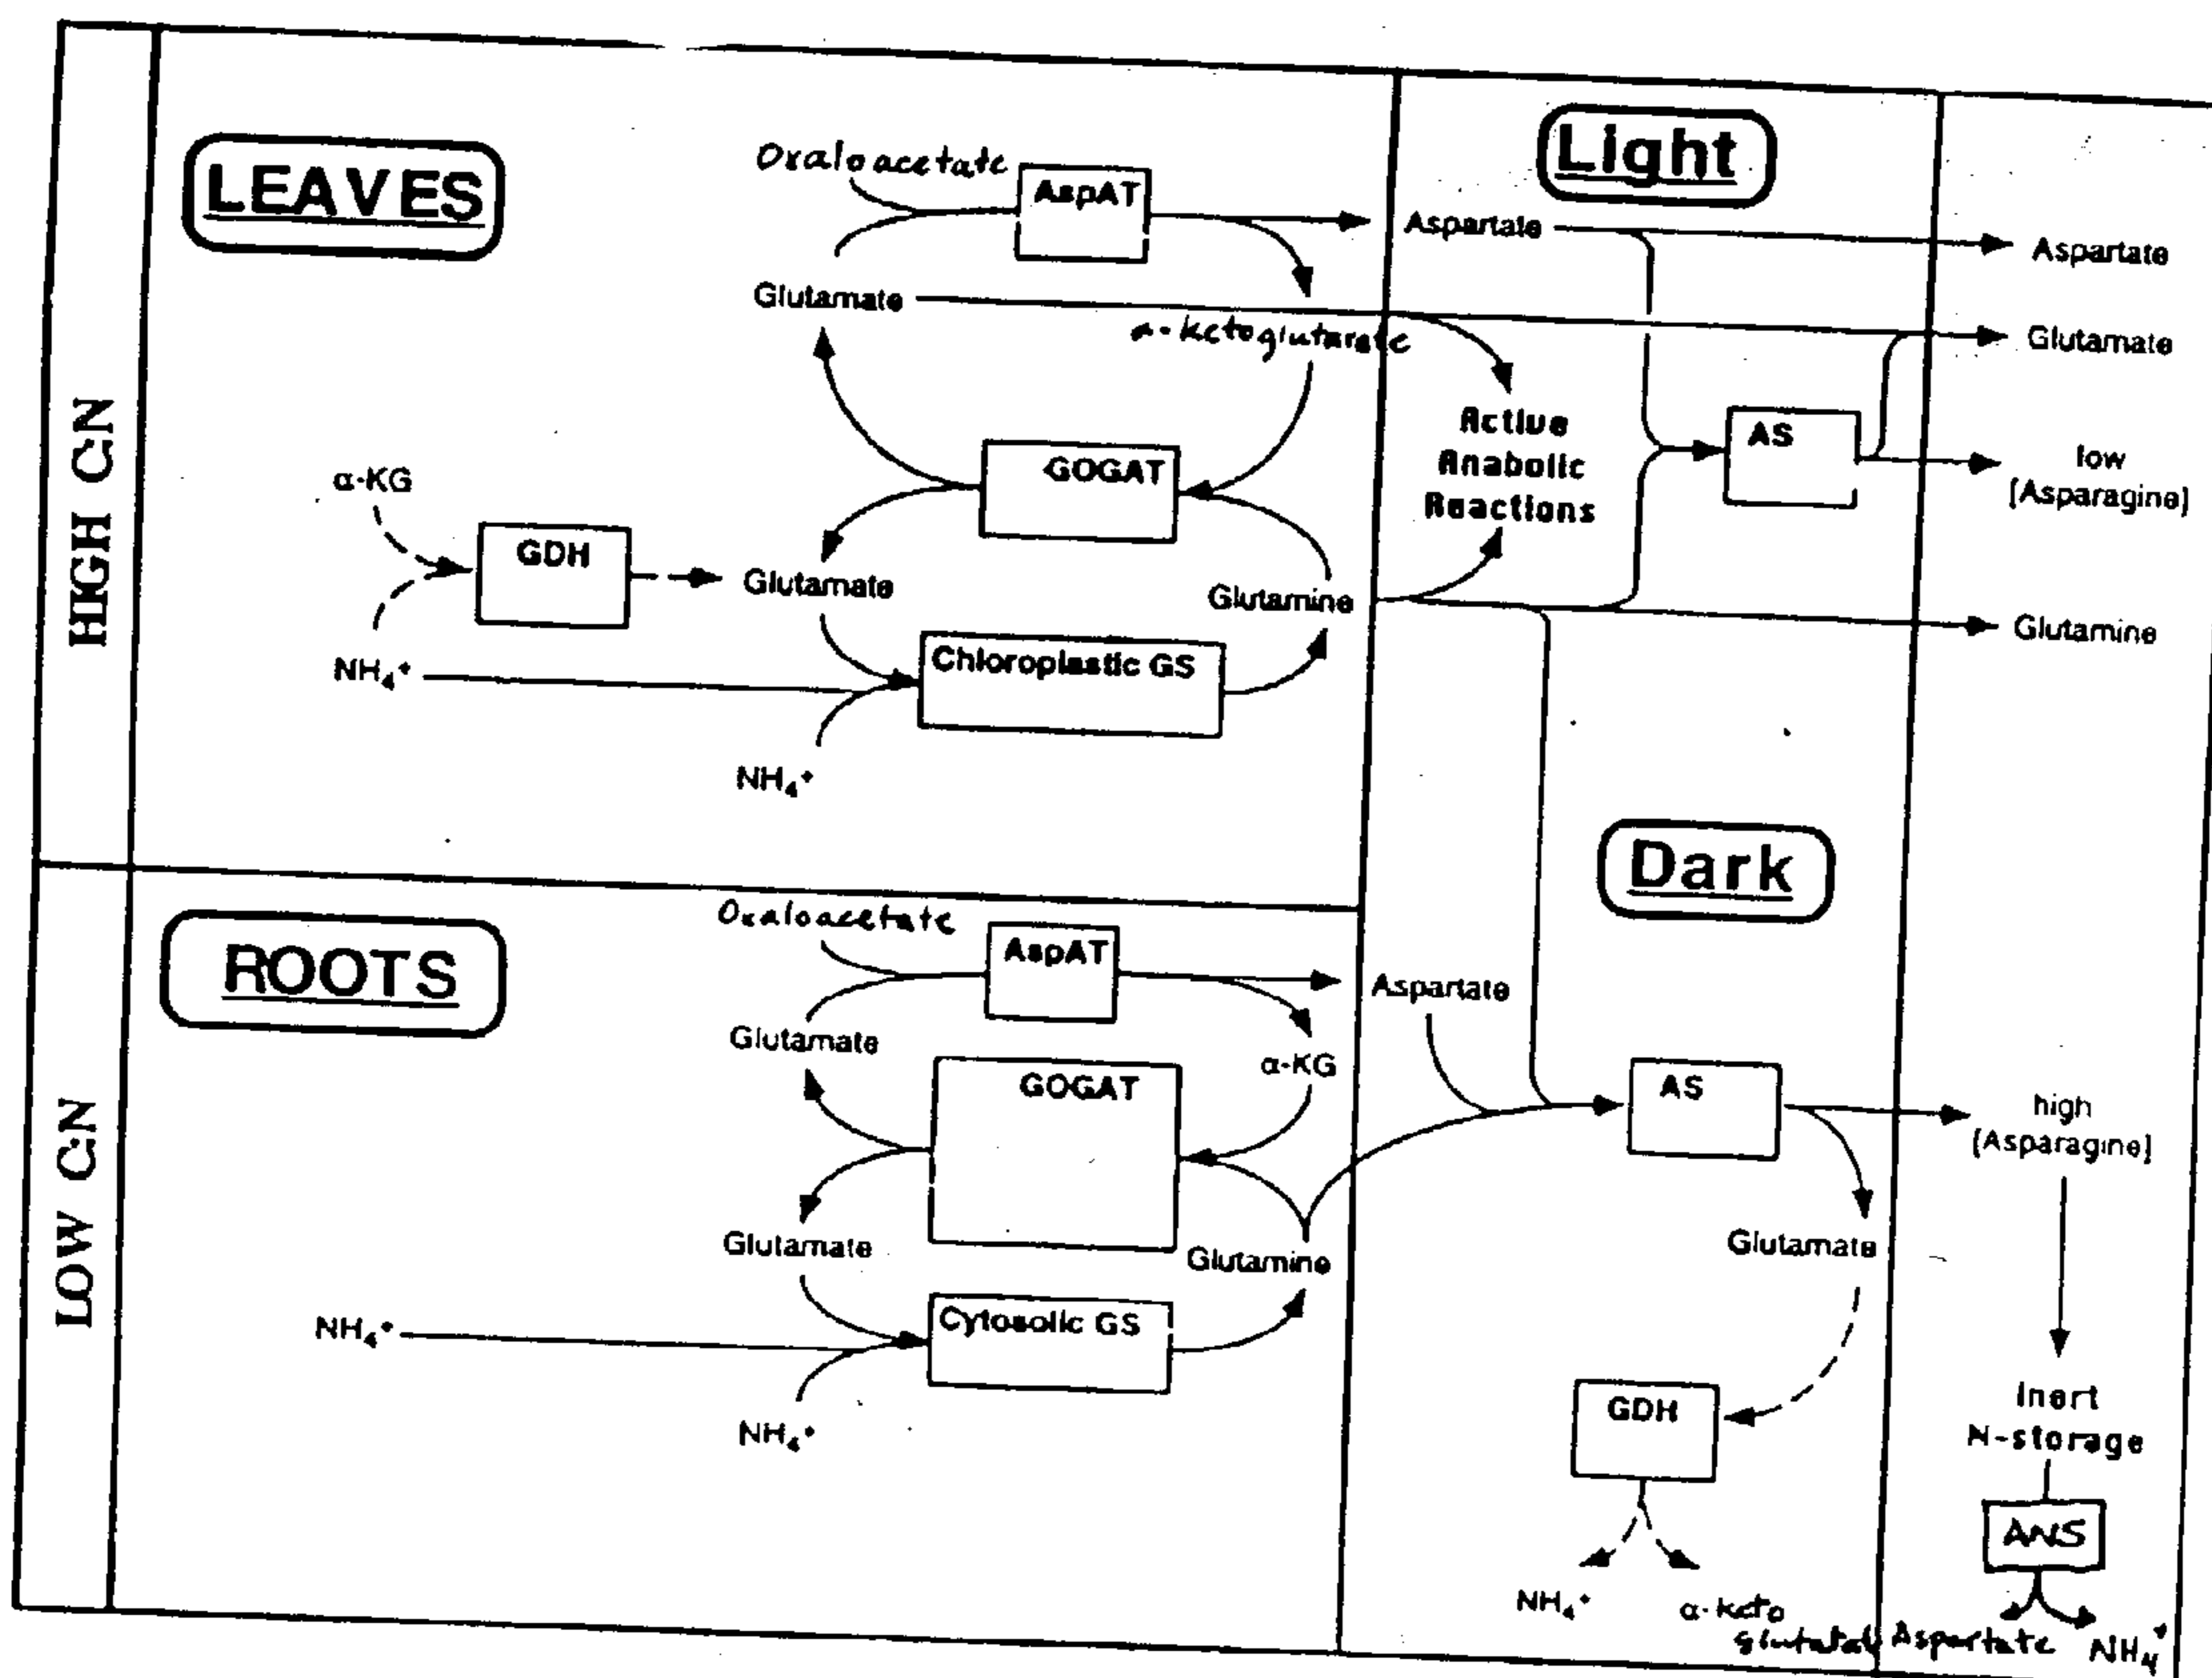 HIGH C:N
LEAVES
Oxaloacetate
AspAT
Glutamate
α-ketoglutarate
α-KG
GDH
Glutamate
GOGAT
Glutamine
NH₄⁺
Chloroplastic GS
NH₄⁺
Light
Aspartate
Aspartate
Glutamate
Active
Anabolic
Reactions
AS
low
[Asparagine]
Glutamine
LOW C:N
ROOTS
Oxaloacetate
AspAT
Glutamate
α-KG
GOGAT
Glutamate
Glutamine
NH₄⁺
Cytosolic GS
NH₄⁺
Dark
Aspartate
AS
high
[Asparagine]
Glutamate
GDH
Inert
N-storage
ANS
NH₄⁺
α-keto
Aspartate NH₄⁺